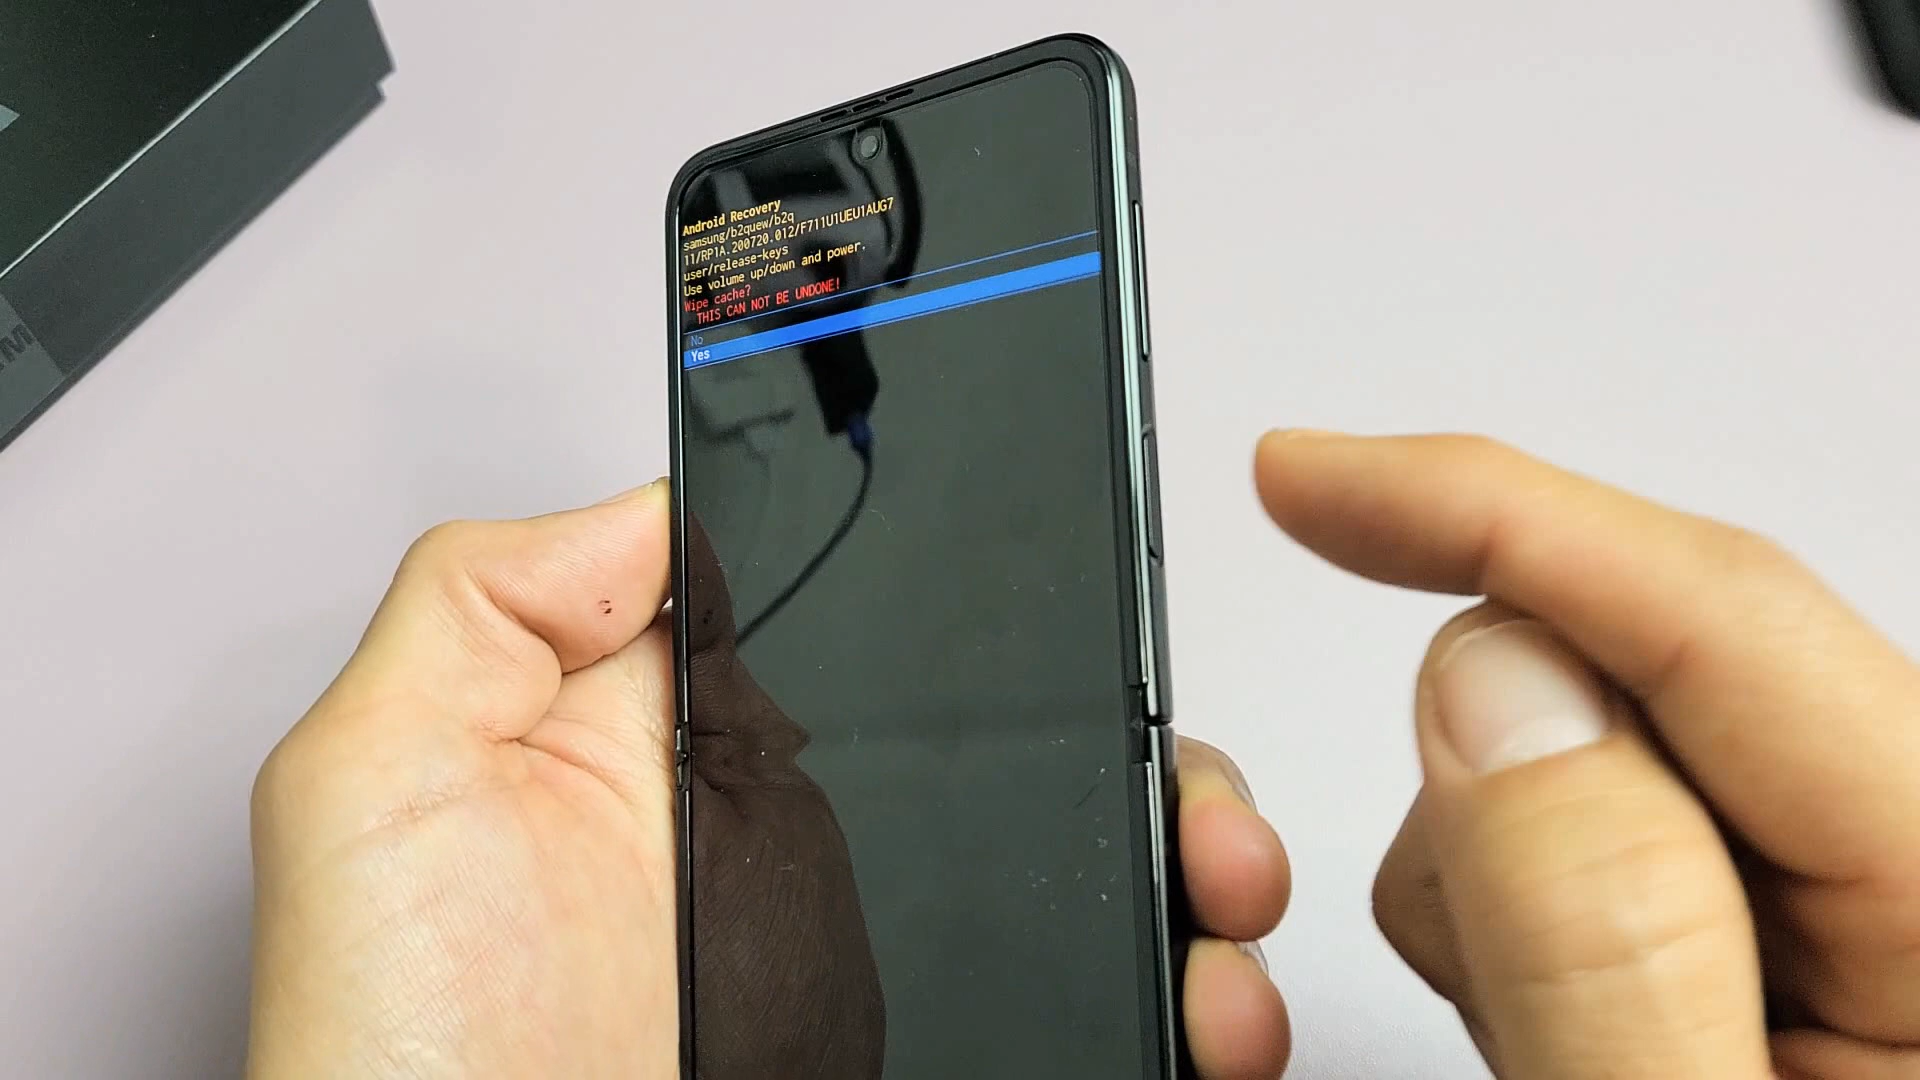 Android Recovery
samsung/b2quew/b2q
11/RP1A.200720.012/F711U1UEU1AUG7
user/release-keys
Use volume up/down and power.
Wipe cache?
THIS CAN NOT BE UNDONE!
No
Yes